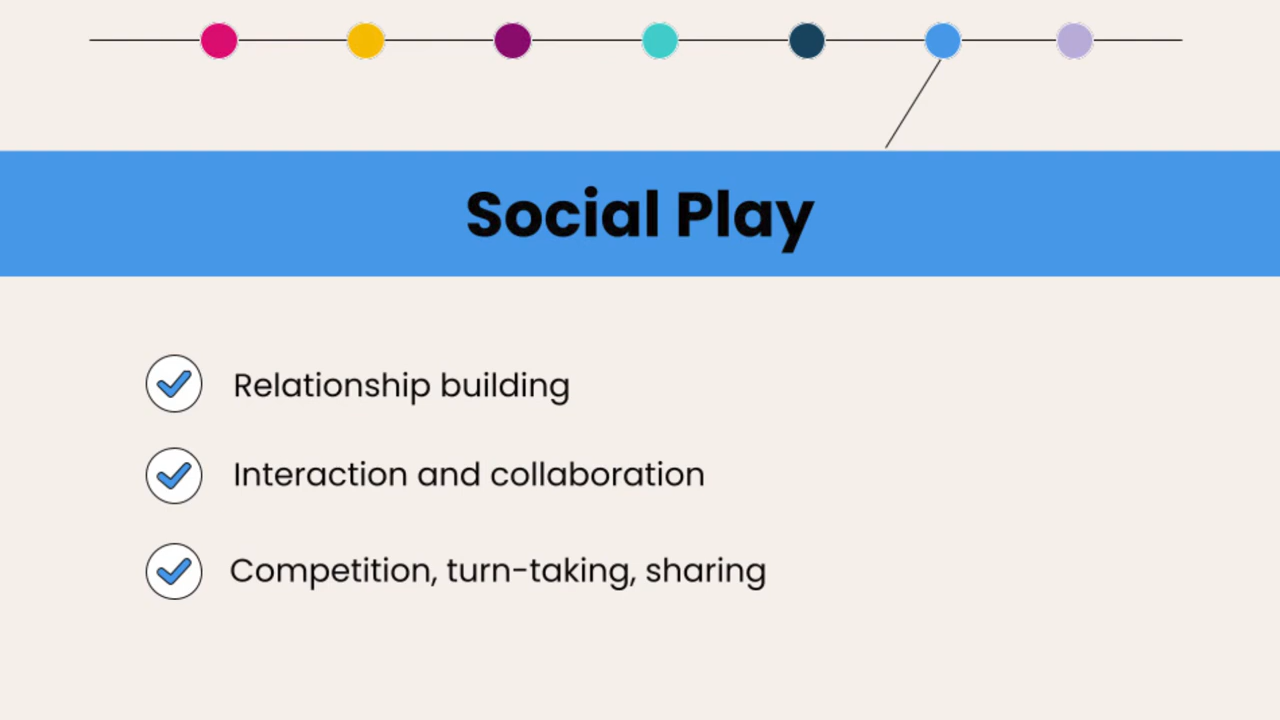 Social Play
Relationship building
Interaction and collaboration
Competition, turn-taking, sharing